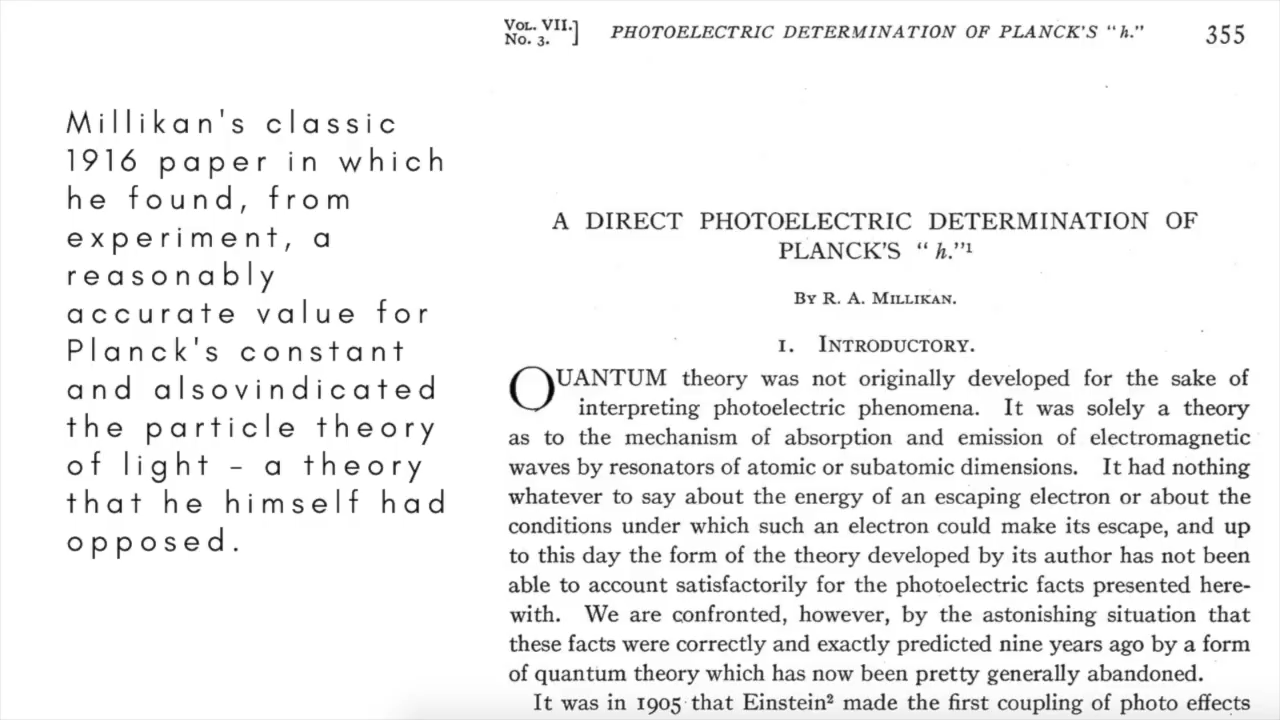 Millikan's classic
1916 paper in which
he found, from
experiment, a
reasonably
accurate value for
Planck's constant
and alsovindicated
the particle theory
of light - a theory
that he himself had
opposed.
VOL. VII.]
No. 3.
PHOTOELECTRIC DETERMINATION OF PLANCK'S "h."
355
A DIRECT PHOTOELECTRIC DETERMINATION OF
PLANCK'S "h."¹
BY R. A. MILLIKAN.
1. INTRODUCTORY.
QUANTUM theory was not originally developed for the sake of
interpreting photoelectric phenomena. It was solely a theory
as to the mechanism of absorption and emission of electromagnetic
waves by resonators of atomic or subatomic dimensions. It had nothing
whatever to say about the energy of an escaping electron or about the
conditions under which such an electron could make its escape, and up
to this day the form of the theory developed by its author has not been
able to account satisfactorily for the photoelectric facts presented here-
with. We are confronted, however, by the astonishing situation that
these facts were correctly and exactly predicted nine years ago by a form
of quantum theory which has now been pretty generally abandoned.
It was in 1905 that Einstein² made the first coupling of photo effects